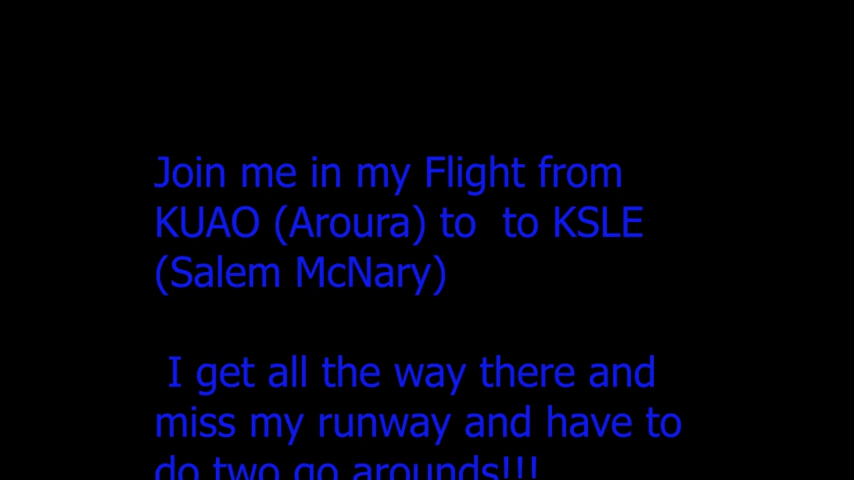 Join me in my Flight from
KUAO (Aroura) to  to KSLE
(Salem McNary)
I get all the way there and
miss my runway and have to
do two go arounds!!!